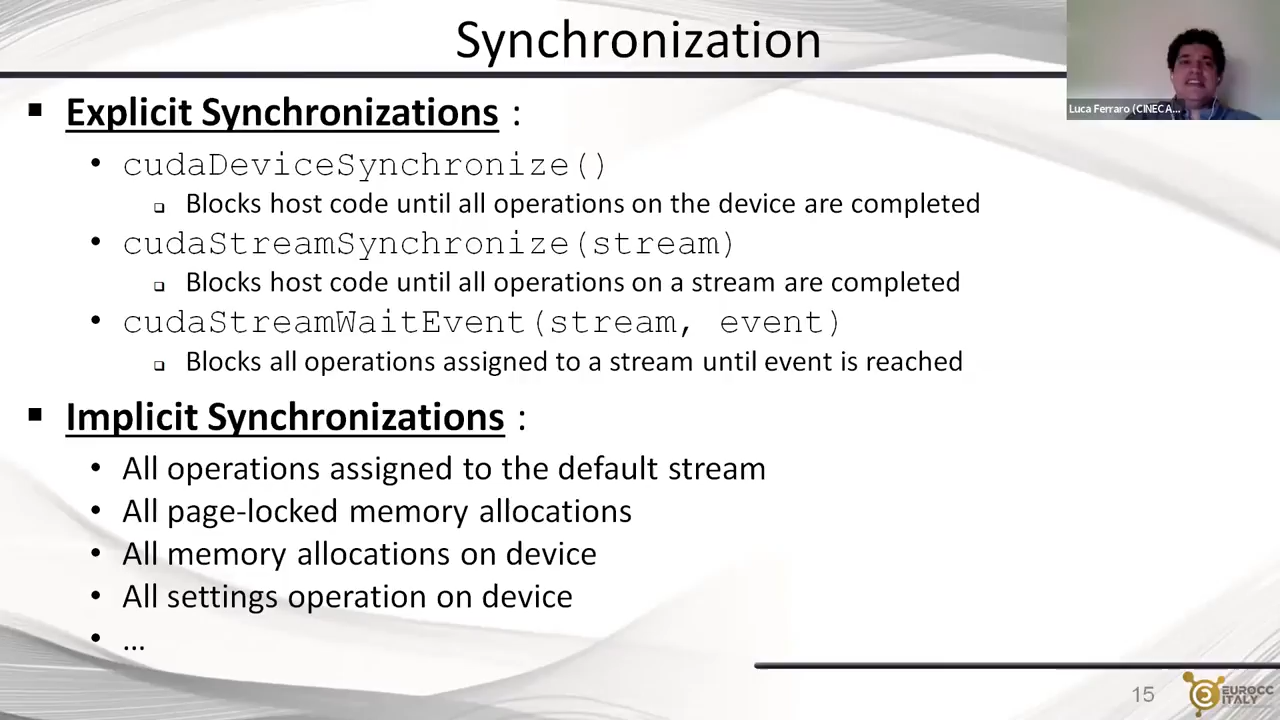 Synchronization
Luca Ferraro (CINECA...
▪ Explicit Synchronizations :
• cudaDeviceSynchronize()
❑ Blocks host code until all operations on the device are completed
• cudaStreamSynchronize(stream)
❑ Blocks host code until all operations on a stream are completed
• cudaStreamWaitEvent(stream, event)
❑ Blocks all operations assigned to a stream until event is reached
▪ Implicit Synchronizations :
• All operations assigned to the default stream
• All page-locked memory allocations
• All memory allocations on device
• All settings operation on device
• ...
15
EUROCC
ITALY